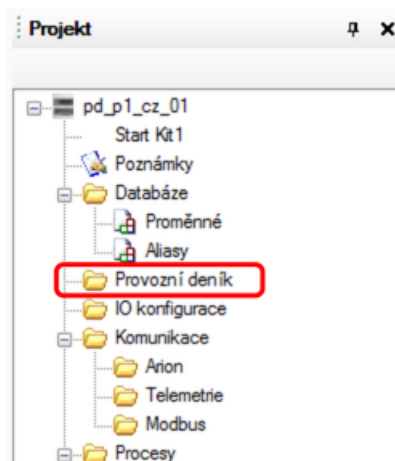 Projekt
pd_p1_cz_01
Start Kit1
Poznámky
Databáze
Proměnné
Aliasy
Provozní deník
IO konfigurace
Komunikace
Arion
Telemetrie
Modbus
Procesy